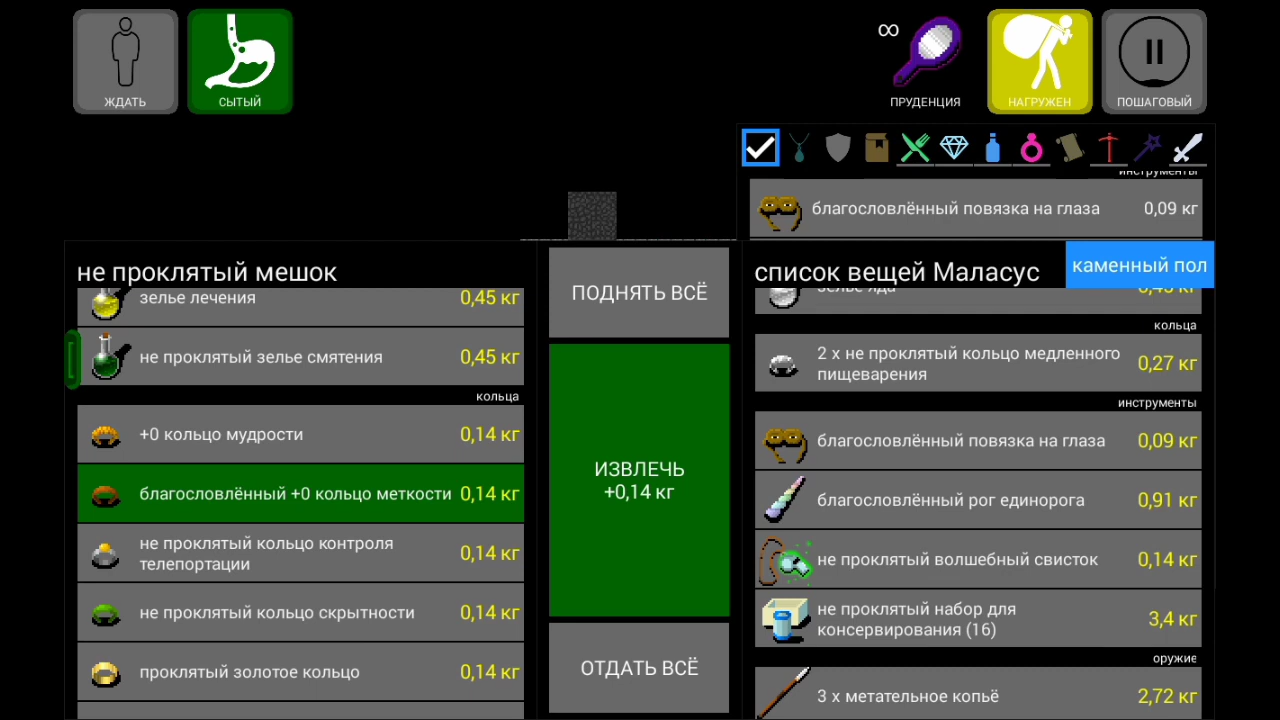 ЖДАТЬ
СЫТЫЙ
∞
ПРУДЕНЦИЯ
НАГРУЖЕН
ПОШАГОВЫЙ
инструменты
благословлённый повязка на глаза 0,09 кг
не проклятый мешок
зелье лечения 0,45 кг
не проклятый зелье смятения 0,45 кг
кольца
+0 кольцо мудрости 0,14 кг
благословлённый +0 кольцо меткости 0,14 кг
не проклятый кольцо контроля
телепортации 0,14 кг
не проклятый кольцо скрытности 0,14 кг
проклятый золотое кольцо 0,14 кг
ПОДНЯТЬ ВСЁ
ИЗВЛЕЧЬ
+0,14 кг
ОТДАТЬ ВСЁ
список вещей Маласус
каменный пол
зелье яда 0,45 кг
кольца
2 x не проклятый кольцо медленного
пищеварения 0,27 кг
инструменты
благословлённый повязка на глаза 0,09 кг
благословлённый рог единорога 0,91 кг
не проклятый волшебный свисток 0,14 кг
не проклятый набор для
консервирования (16) 3,4 кг
оружие
3 x метательное копьё 2,72 кг